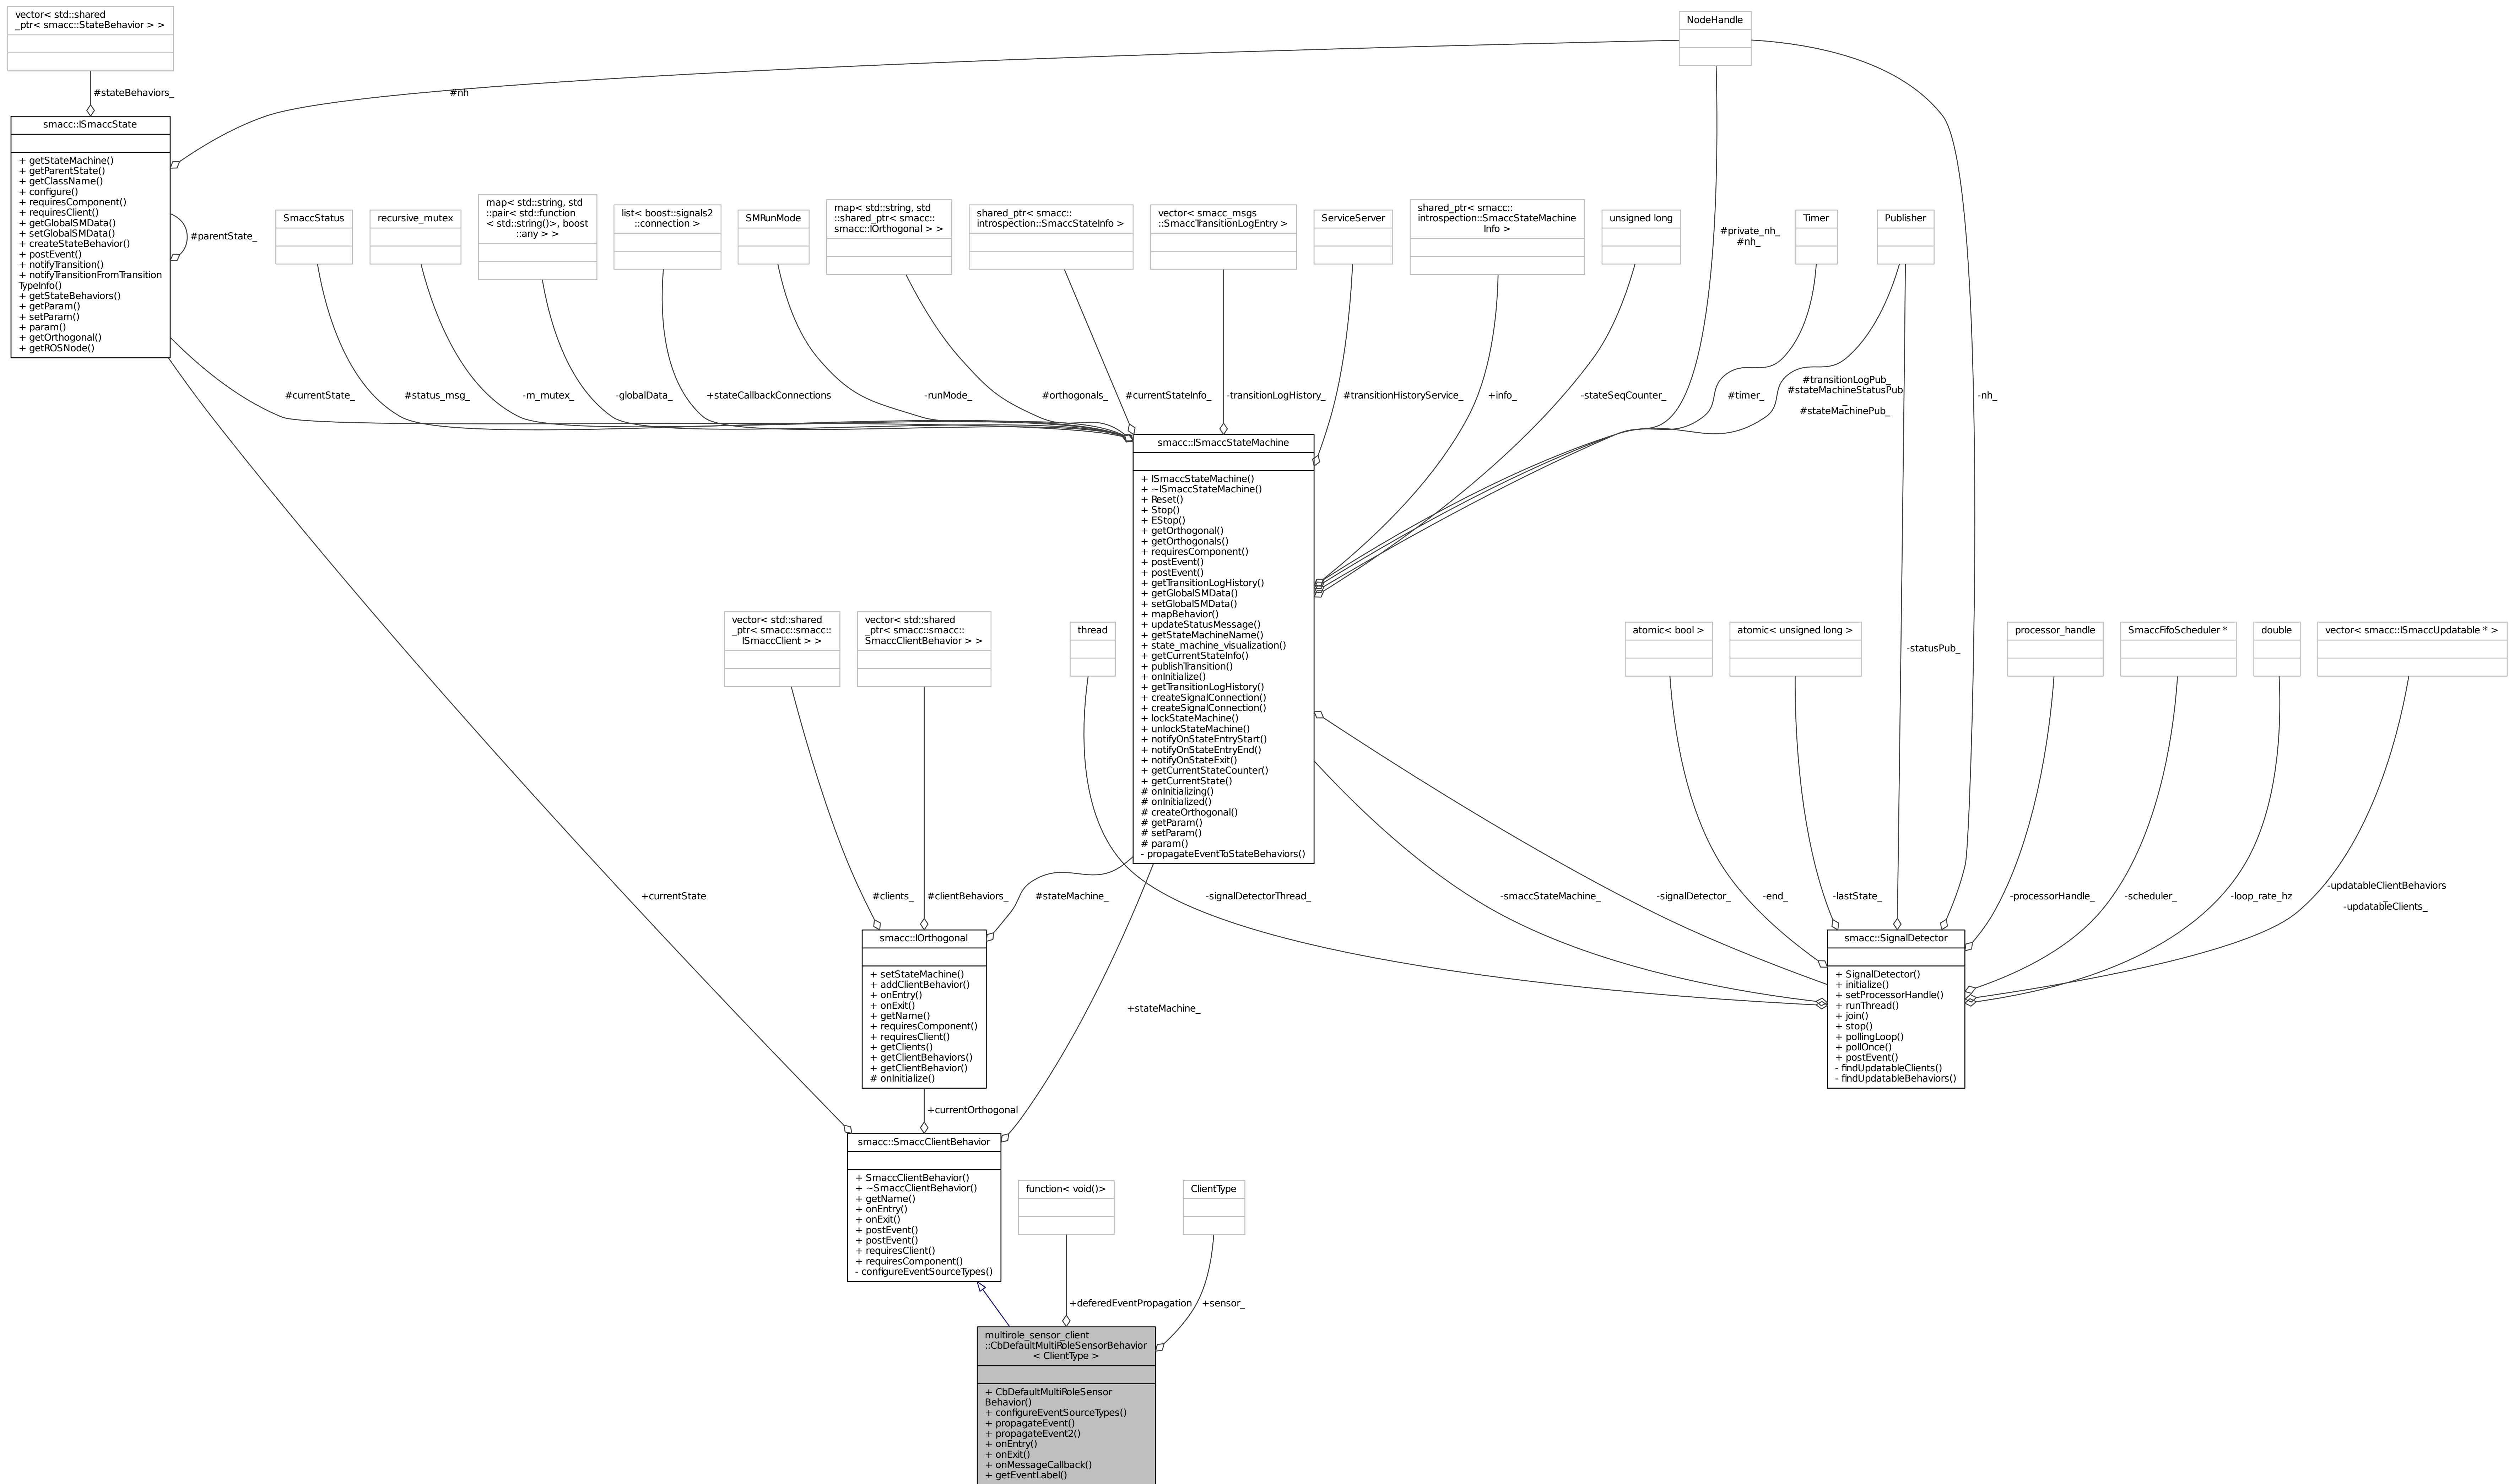 vector< std::shared
_ptr< smacc::StateBehavior > >
NodeHandle
#stateBehaviors_
#nh
smacc::ISmaccState
+ getStateMachine()
+ getParentState()
+ getClassName()
+ configure()
+ requiresComponent()
+ requiresClient()
+ getGlobalSMData()
+ setGlobalSMData()
+ createStateBehavior()
+ postEvent()
+ notifyTransition()
+ notifyTransitionFromTransition
TypeInfo()
+ getStateBehaviors()
+ getParam()
+ setParam()
+ param()
+ getOrthogonal()
+ getROSNode()
#parentState_
SmaccStatus
recursive_mutex
map< std::string, std
::pair< std::function
< std::string()>, boost
::any > >
list< boost::signals2
::connection >
SMRunMode
map< std::string, std
::shared_ptr< smacc::
smacc::IOrthogonal > >
shared_ptr< smacc::
introspection::SmaccStateInfo >
vector< smacc_msgs
::SmaccTransitionLogEntry >
ServiceServer
shared_ptr< smacc::
introspection::SmaccStateMachine
Info >
unsigned long
#private_nh_
#nh_
Timer
Publisher
#currentState_
#status_msg_
-m_mutex_
-globalData_
+stateCallbackConnections
-runMode_
#orthogonals_
#currentStateInfo_
-transitionLogHistory_
#transitionHistoryService_
+info_
-stateSeqCounter_
#timer_
#transitionLogPub_
#stateMachineStatusPub
_
#stateMachinePub_
-nh_
smacc::ISmaccStateMachine
+ ISmaccStateMachine()
+ ~ISmaccStateMachine()
+ Reset()
+ Stop()
+ EStop()
+ getOrthogonal()
+ getOrthogonals()
+ requiresComponent()
+ postEvent()
+ postEvent()
+ getTransitionLogHistory()
+ getGlobalSMData()
+ setGlobalSMData()
+ mapBehavior()
+ updateStatusMessage()
+ getStateMachineName()
+ state_machine_visualization()
+ getCurrentStateInfo()
+ publishTransition()
+ onInitialize()
+ getTransitionLogHistory()
+ createSignalConnection()
+ createSignalConnection()
+ lockStateMachine()
+ unlockStateMachine()
+ notifyOnStateEntryStart()
+ notifyOnStateEntryEnd()
+ notifyOnStateExit()
+ getCurrentStateCounter()
+ getCurrentState()
# onInitializing()
# onInitialized()
# createOrthogonal()
# getParam()
# setParam()
# param()
- propagateEventToStateBehaviors()
vector< std::shared
_ptr< smacc::smacc::
ISmaccClient > >
vector< std::shared
_ptr< smacc::smacc::
SmaccClientBehavior > >
thread
atomic< bool >
atomic< unsigned long >
-statusPub_
processor_handle
SmaccFifoScheduler *
double
vector< smacc::ISmaccUpdatable * >
+currentState
#clients_
#clientBehaviors_
#stateMachine_
-signalDetectorThread_
-smaccStateMachine_
-signalDetector_
-end_
-lastState_
-processorHandle_
-scheduler_
-loop_rate_hz
-updatableClientBehaviors
_
-updatableClients_
smacc::IOrthogonal
+ setStateMachine()
+ addClientBehavior()
+ onEntry()
+ onExit()
+ getName()
+ requiresComponent()
+ requiresClient()
+ getClients()
+ getClientBehaviors()
+ getClientBehavior()
# onInitialize()
+stateMachine_
smacc::SignalDetector
+ SignalDetector()
+ initialize()
+ setProcessorHandle()
+ runThread()
+ join()
+ stop()
+ pollingLoop()
+ pollOnce()
+ postEvent()
- findUpdatableClients()
- findUpdatableBehaviors()
+currentOrthogonal
smacc::SmaccClientBehavior
+ SmaccClientBehavior()
+ ~SmaccClientBehavior()
+ getName()
+ onEntry()
+ onExit()
+ postEvent()
+ postEvent()
+ requiresClient()
+ requiresComponent()
- configureEventSourceTypes()
function< void()>
ClientType
+deferedEventPropagation
+sensor_
multirole_sensor_client
::CbDefaultMultiRoleSensorBehavior
< ClientType >
+ CbDefaultMultiRoleSensor
Behavior()
+ configureEventSourceTypes()
+ propagateEvent()
+ propagateEvent2()
+ onEntry()
+ onExit()
+ onMessageCallback()
+ getEventLabel()